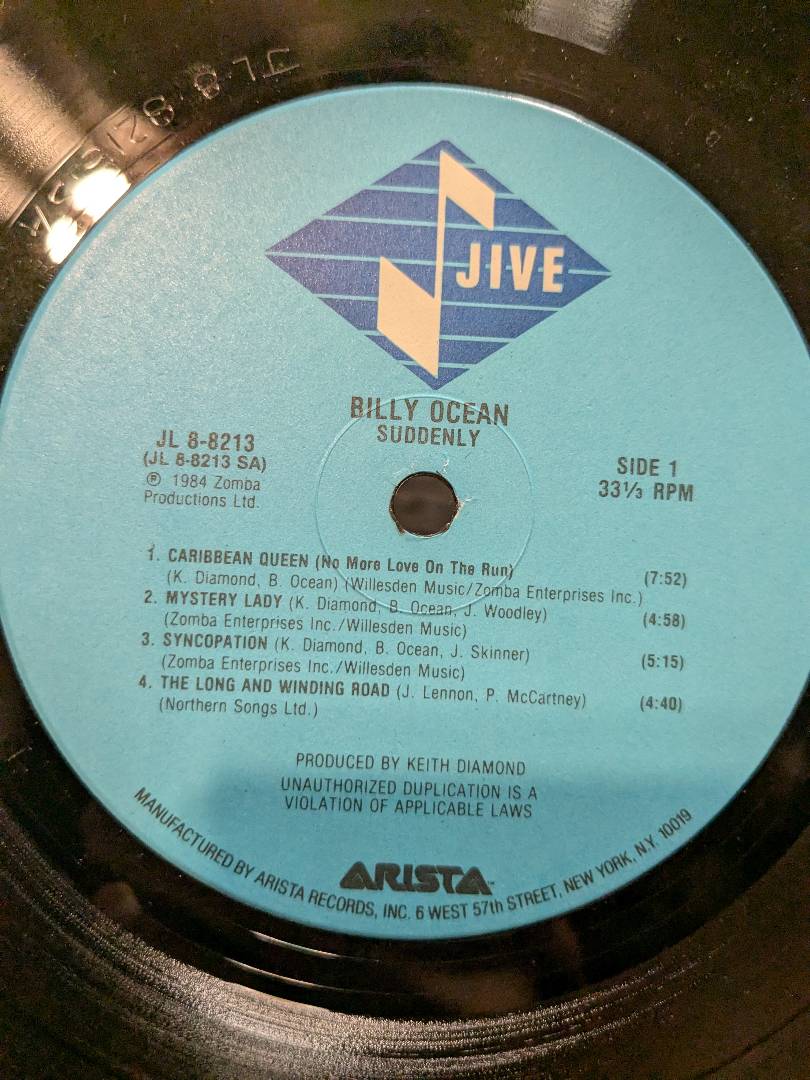 JL 8 8213 SA
JIVE
BILLY OCEAN
SUDDENLY
JL 8-8213
(JL 8-8213 SA)
℗ 1984 Zomba
Productions Ltd.
SIDE 1
33⅓ RPM
1. CARIBBEAN QUEEN (No More Love On The Run)
(K. Diamond, B. Ocean) (Willesden Music/Zomba Enterprises Inc.) (7:52)
2. MYSTERY LADY (K. Diamond, B. Ocean, J. Woodley)
(Zomba Enterprises Inc./Willesden Music) (4:58)
3. SYNCOPATION (K. Diamond, B. Ocean, J. Skinner)
(Zomba Enterprises Inc./Willesden Music) (5:15)
4. THE LONG AND WINDING ROAD (J. Lennon, P. McCartney) (4:40)
(Northern Songs Ltd.)
PRODUCED BY KEITH DIAMOND
UNAUTHORIZED DUPLICATION IS A
VIOLATION OF APPLICABLE LAWS
ARISTA
MANUFACTURED BY ARISTA RECORDS, INC. 6 WEST 57th STREET, NEW YORK, N.Y. 10019